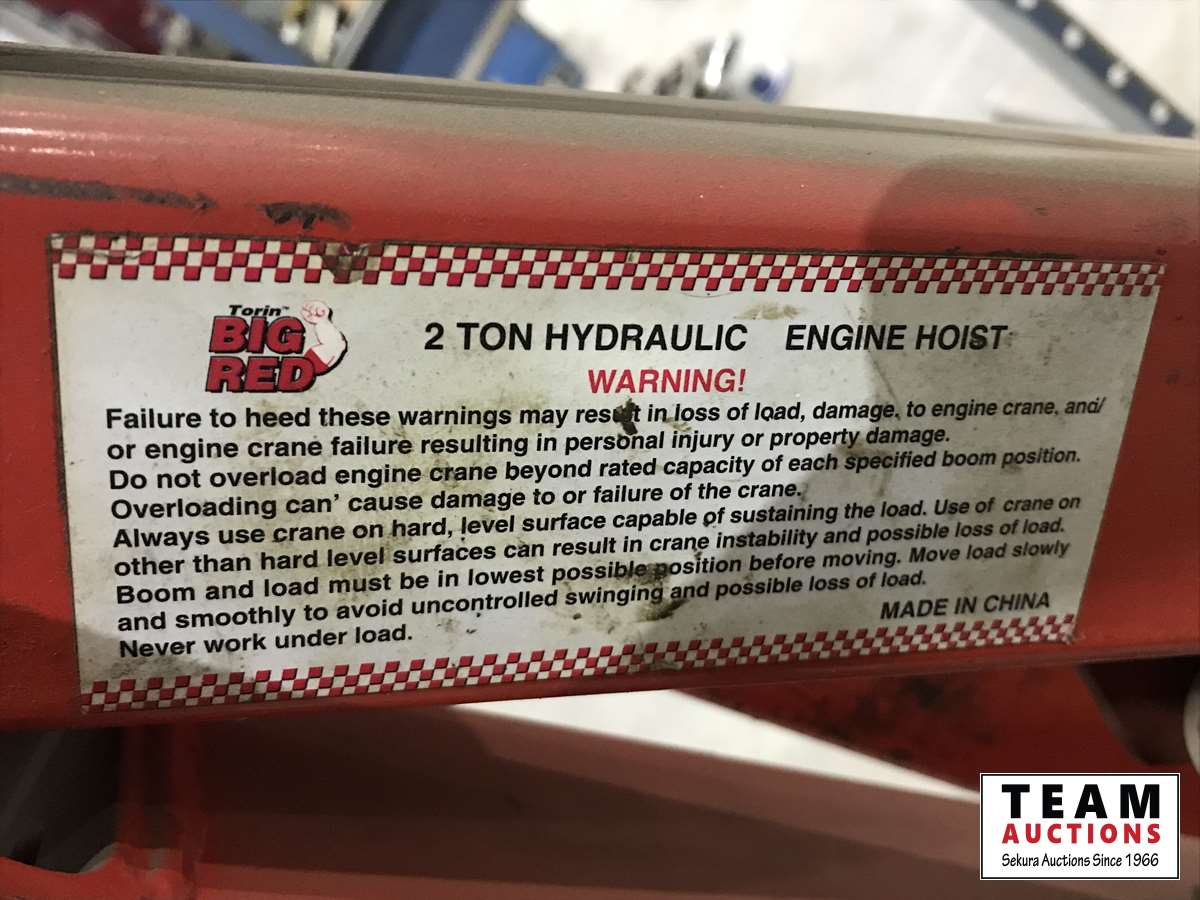 Torin™
BIG
RED
2 TON HYDRAULIC ENGINE HOIST
WARNING!
Failure to heed these warnings may result in loss of load, damage, to engine crane, and/
or engine crane failure resulting in personal injury or property damage.
Do not overload engine crane beyond rated capacity of each specified boom position.
Overloading can' cause damage to or failure of the crane.
Always use crane on hard, level surface capable of sustaining the load. Use of crane on
other than hard level surfaces can result in crane instability and possible loss of load.
Boom and load must be in lowest possible position before moving. Move load slowly
and smoothly to avoid uncontrolled swinging and possible loss of load.
Never work under load.
MADE IN CHINA
TEAM
AUCTIONS
Sekura Auctions Since 1966